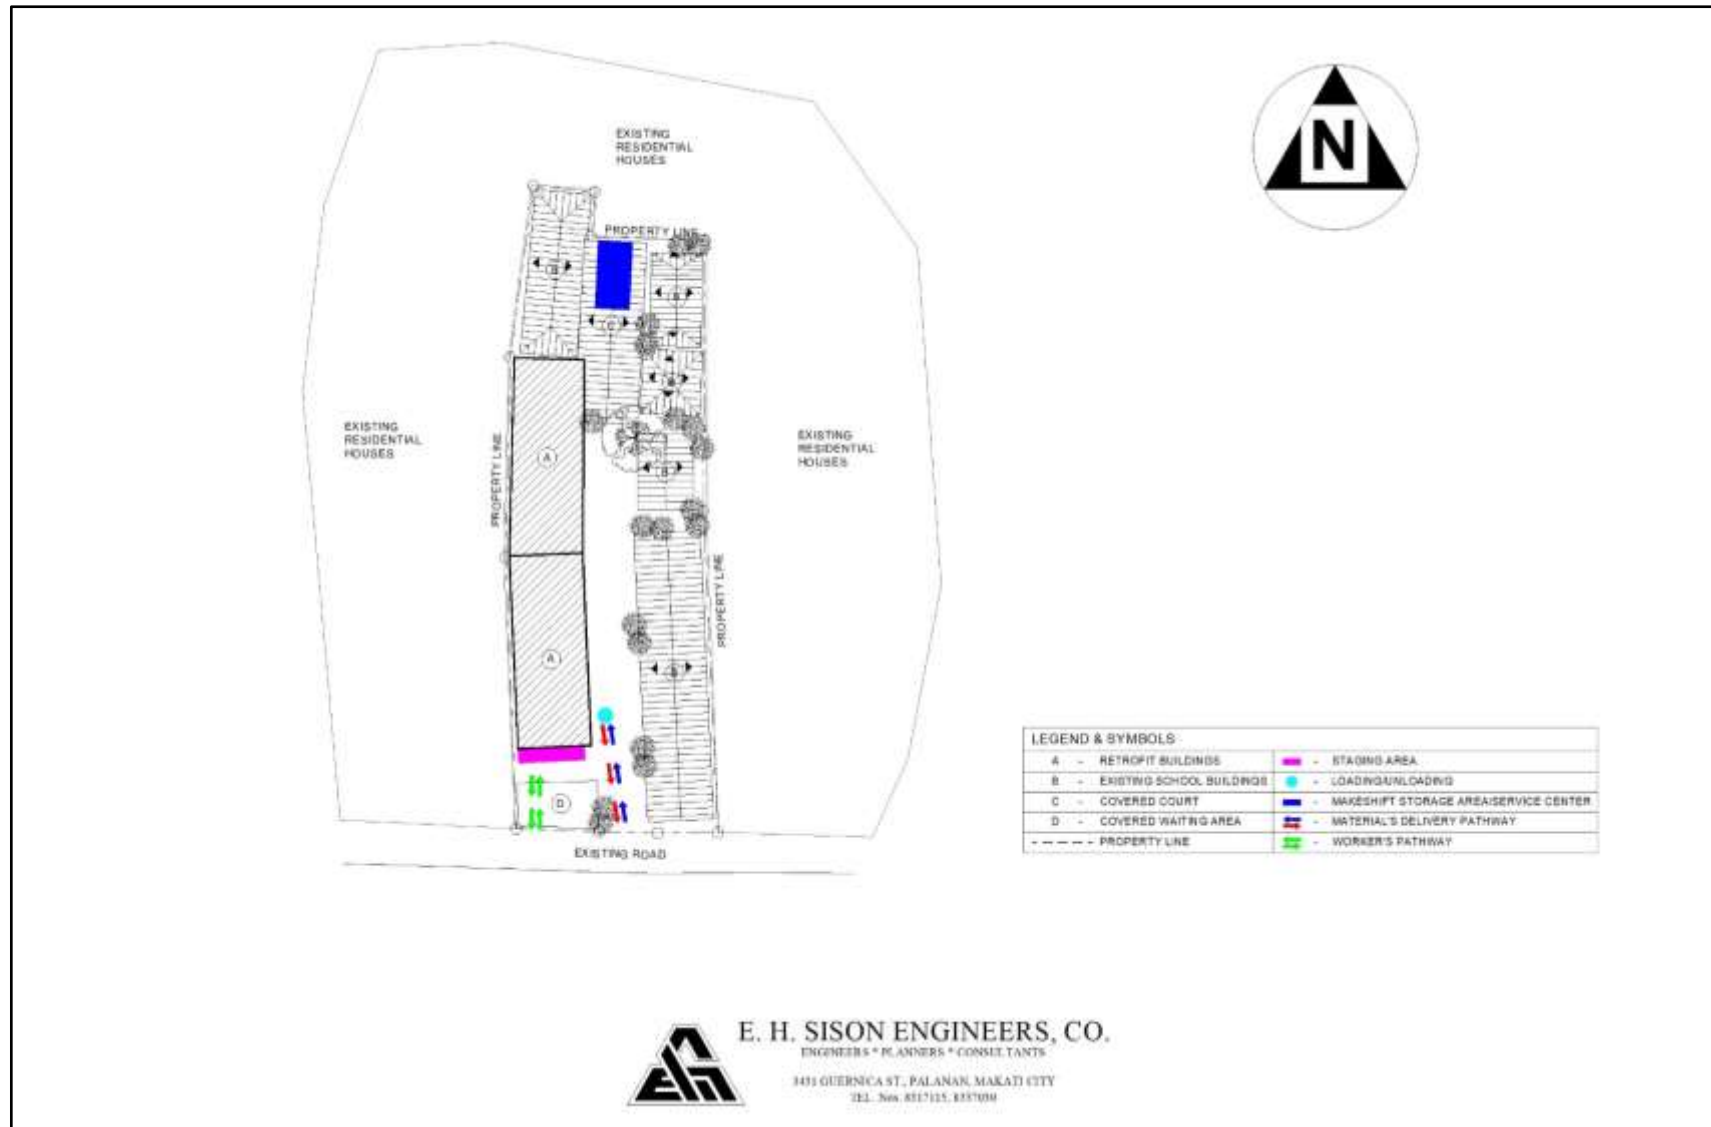 EXISTING
RESIDENTIAL
HOUSES
N
PROPERTY LINE
B
B
C
B
EXISTING
RESIDENTIAL
HOUSES
PROPERTY LINE
A
EXISTING
RESIDENTIAL
HOUSES
B
PROPERTY LINE
A
B
D
EXISTING ROAD
LEGEND & SYMBOLS
A - RETROFIT BUILDINGS
- STAGING AREA
B - EXISTING SCHOOL BUILDINGS
- LOADING/UNLOADING
C - COVERED COURT
- MAKESHIFT STORAGE AREA/SERVICE CENTER
D - COVERED WAITING AREA
- MATERIAL'S DELIVERY PATHWAY
- PROPERTY LINE
- WORKER'S PATHWAY
E. H. SISON ENGINEERS, CO.
ENGINEERS * PLANNERS * CONSULTANTS
GUERNICA ST., PALANAN, MAKATI CITY
TEL. Nos.